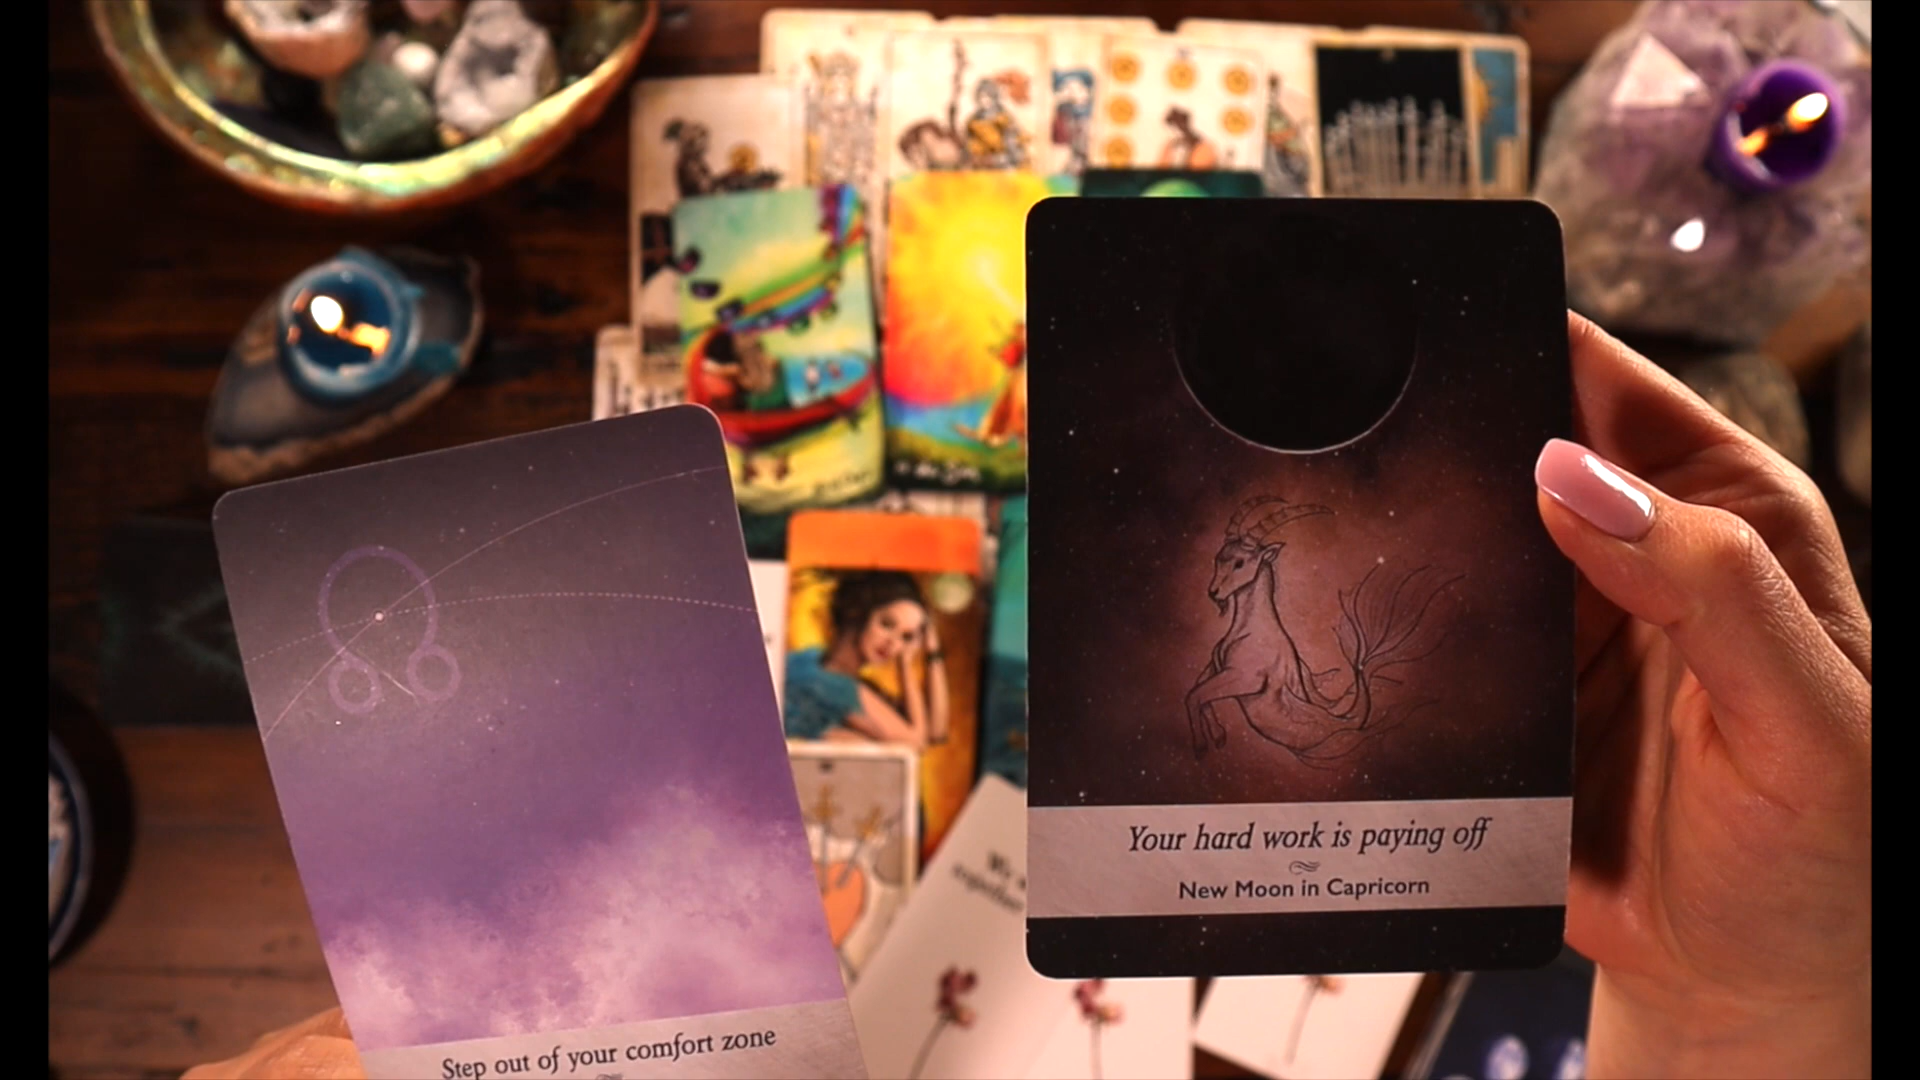 Your hard work is paying off
New Moon in Capricorn
Step out of your comfort zone